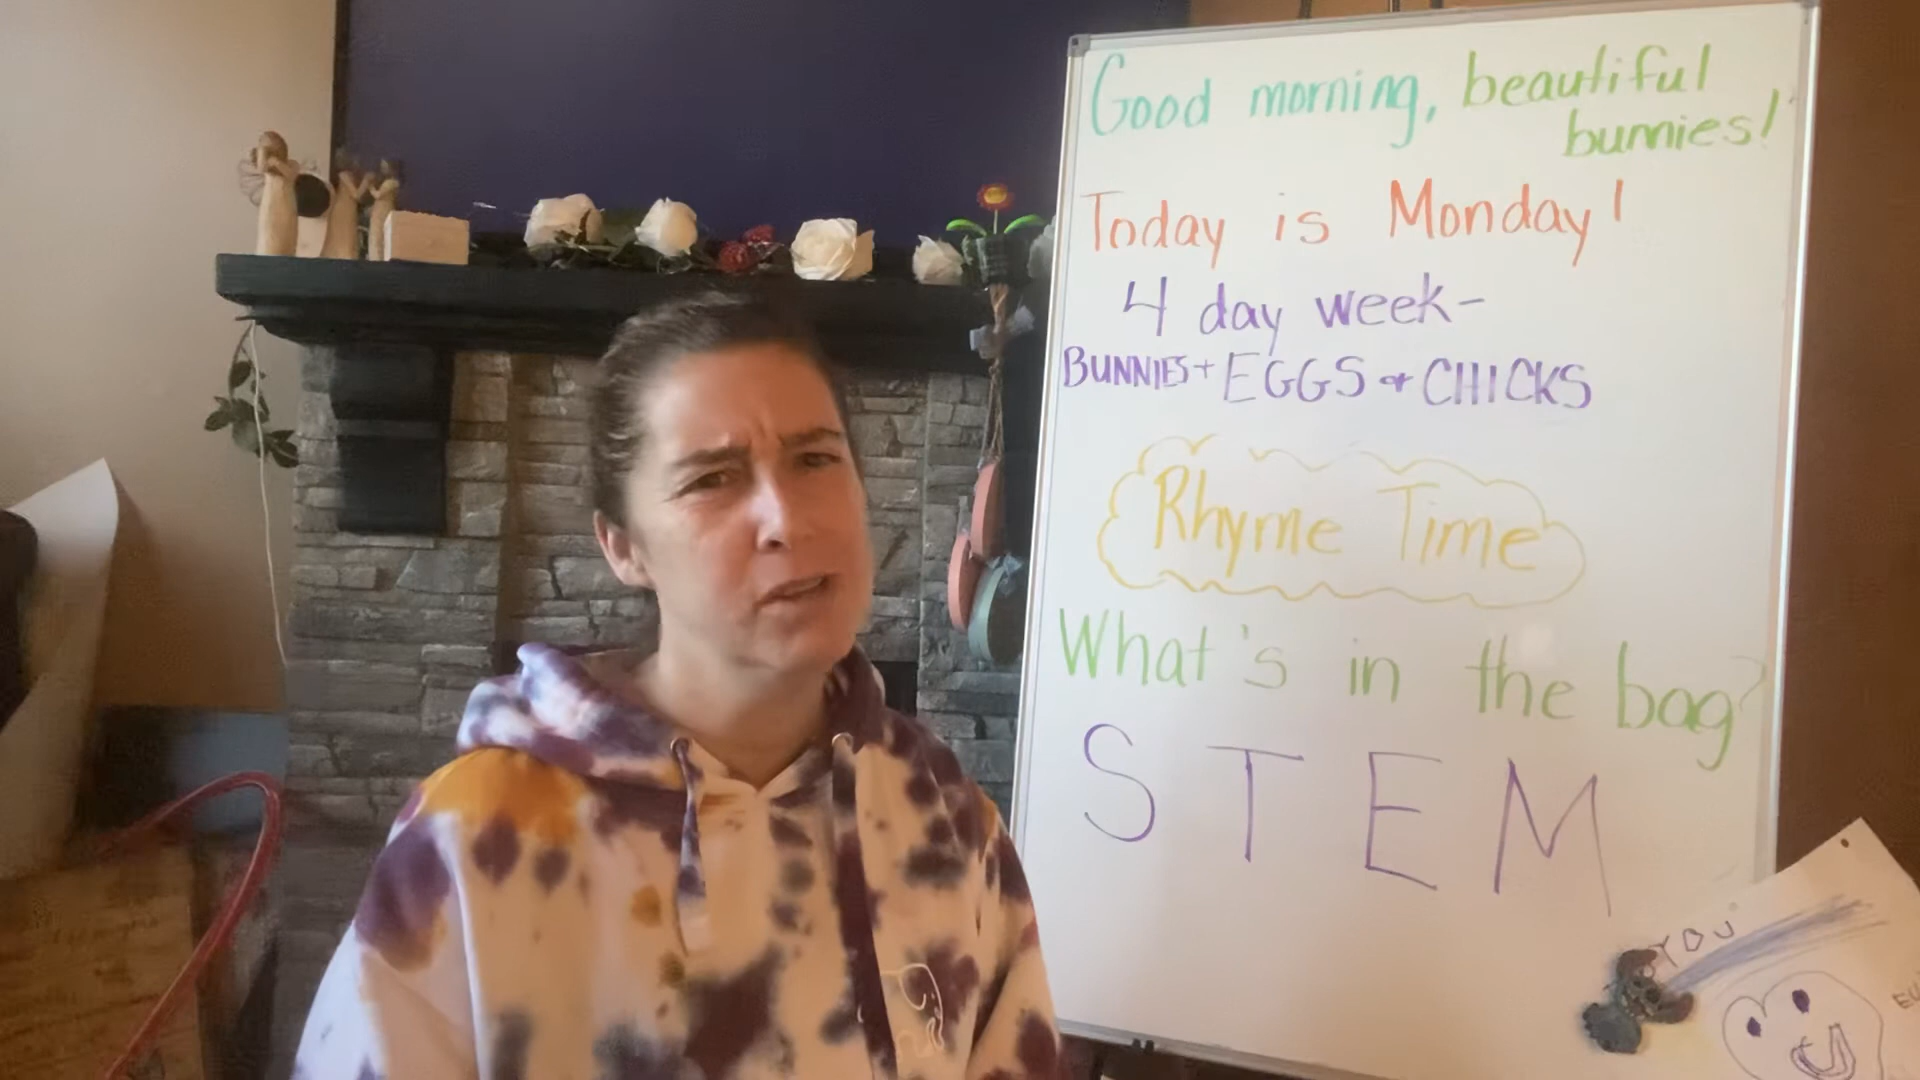 Good morning, beautiful
bunnies!
Today is Monday!
4 day week-
BUNNIES + EGGS + CHICKS
Rhyme Time
What's in the bag?
STEM
YOU